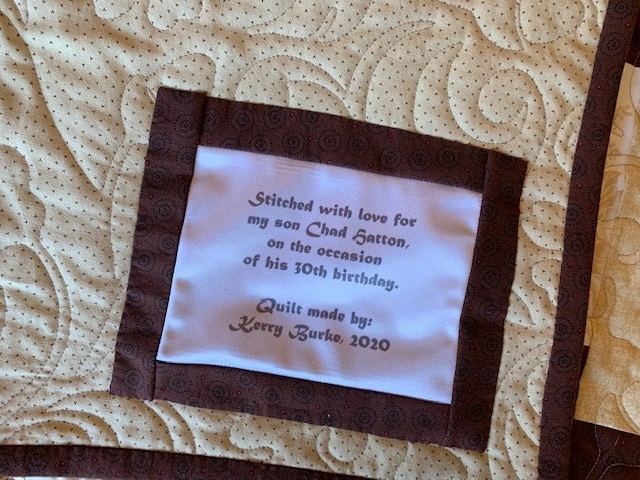 Stitched with love for
my son Chad Hatton,
on the occasion
of his 30th birthday.
Quilt made by:
Kerry Burke, 2020